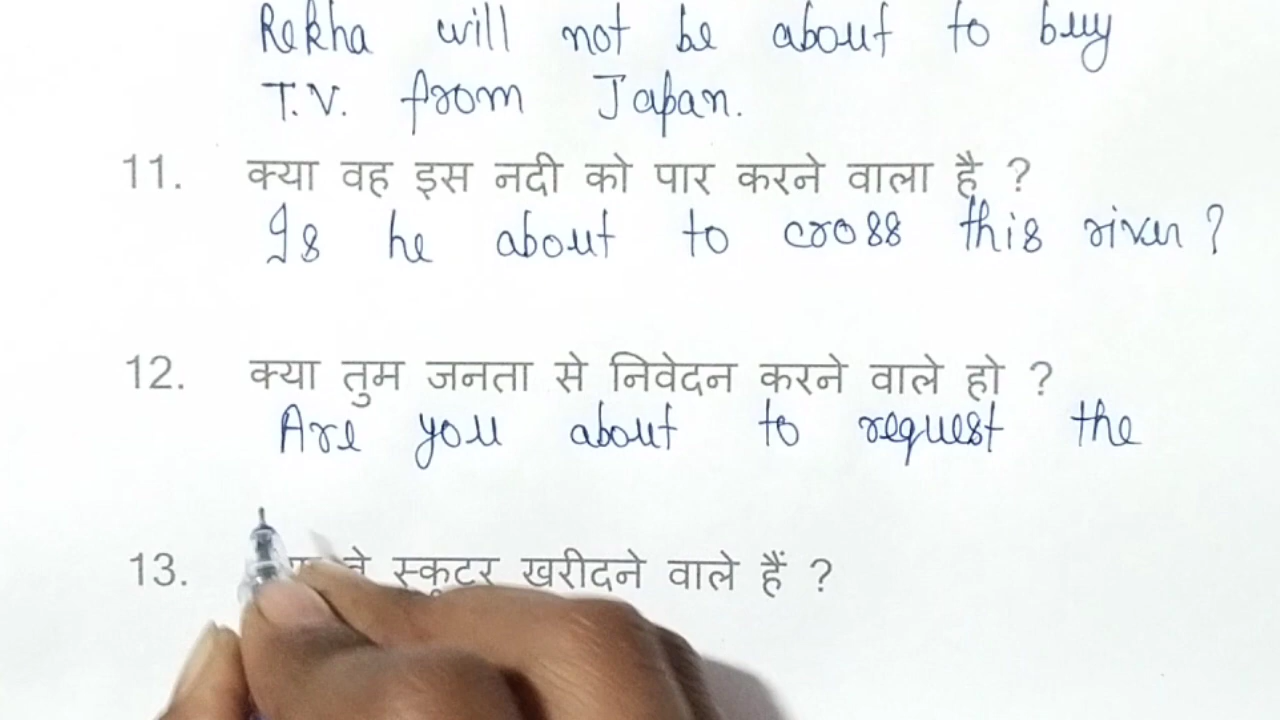 Rekha will not be about to buy
T.V. from Japan.
11. क्या वह इस नदी को पार करने वाला है ?
Is he about to cross this river ?
12. क्या तुम जनता से निवेदन करने वाले हो ?
Are you about to request the
13. स्कूटर खरीदने वाले हैं ?